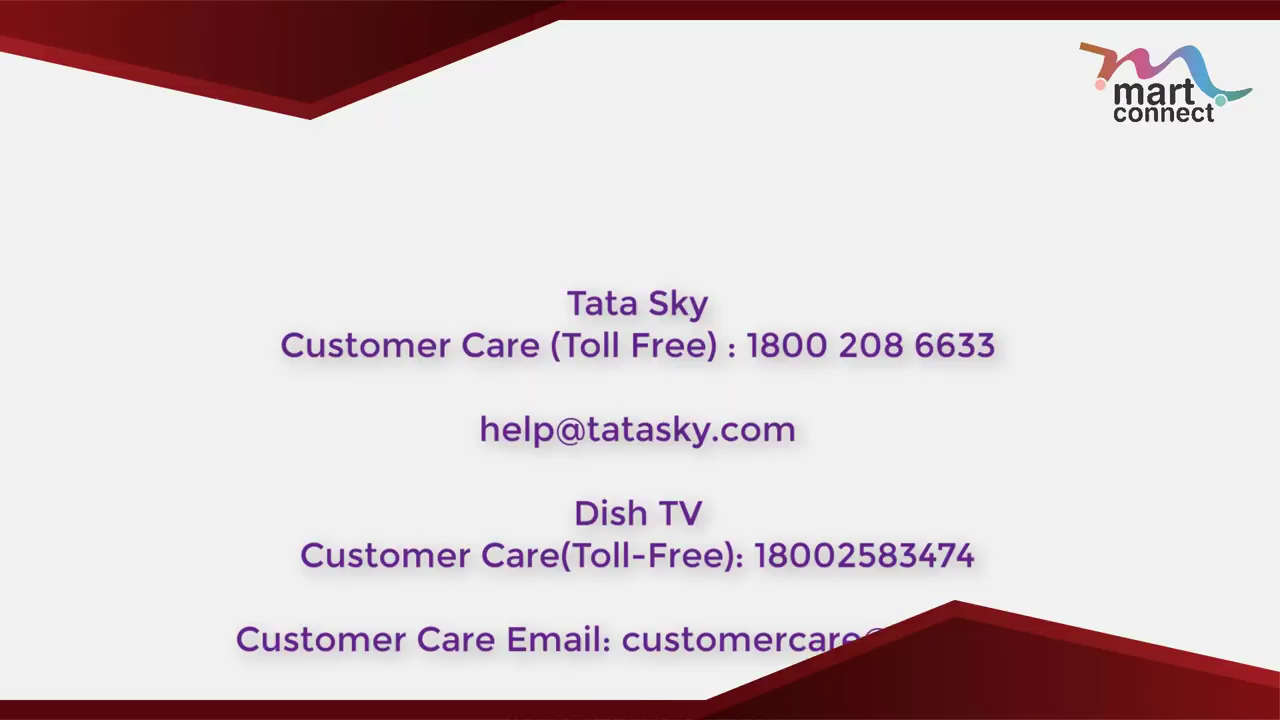 mart
connect
Tata Sky
Customer Care (Toll Free) : 1800 208 6633
help@tatasky.com
Dish TV
Customer Care(Toll-Free): 18002583474
Customer Care Email: customercare@